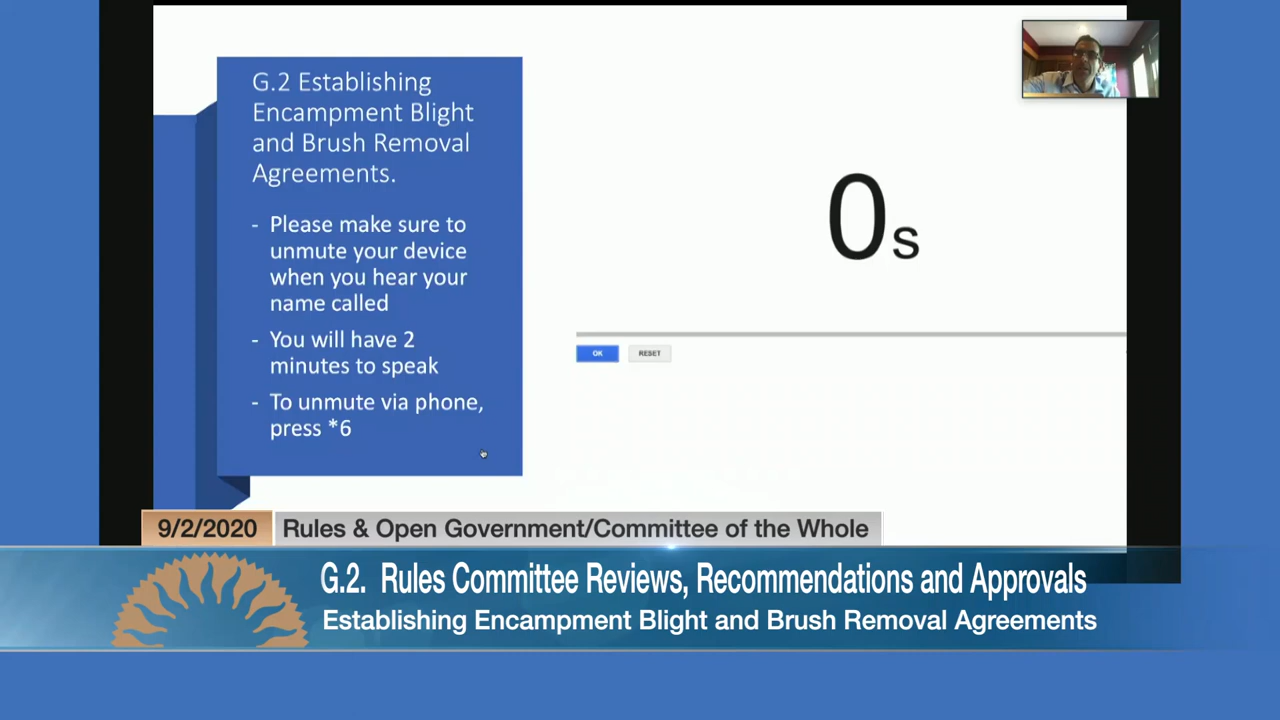 G.2 Establishing
Encampment Blight
and Brush Removal
Agreements.
- Please make sure to
unmute your device
when you hear your
name called
- You will have 2
minutes to speak
- To unmute via phone,
press *6
0s
OK
RESET
9/2/2020
Rules & Open Government/Committee of the Whole
G.2. Rules Committee Reviews, Recommendations and Approvals
Establishing Encampment Blight and Brush Removal Agreements